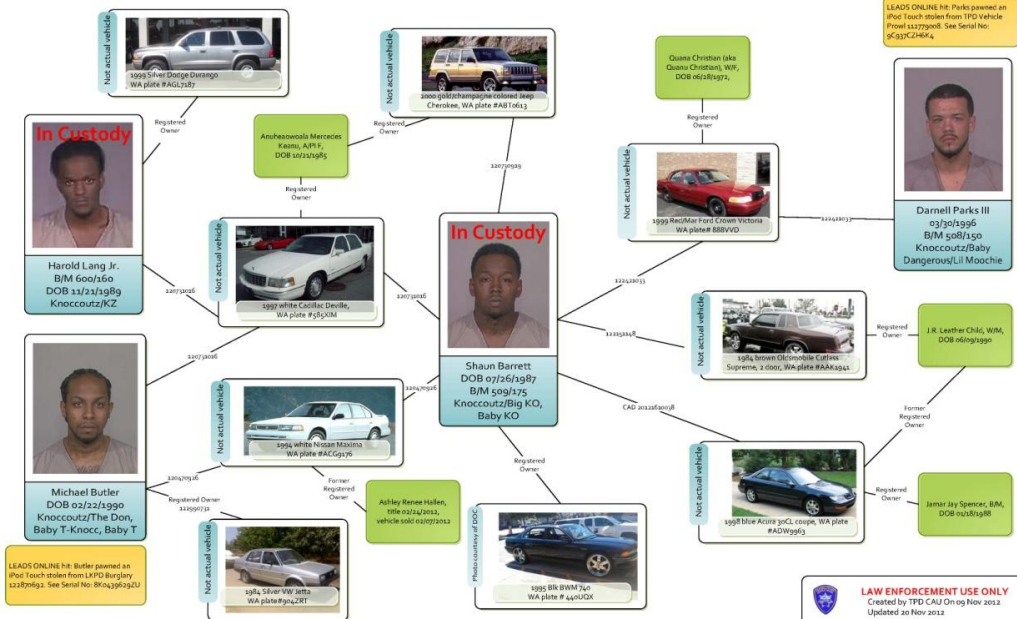 LEADS ONLINE hit: Parks pawned an
iPod Touch stolen from TPD Vehicle
Prowl 112779008. See Serial No:
9C937CZH6K4
Not actual vehicle
1999 Silver Dodge Durango
WA plate #AGL7187
Not actual vehicle
2000 gold/champagne colored Jeep
Cherokee, WA plate #ABT0613
Quana Christian (aka
Quanu Christian), W/F,
DOB 06/28/1972,
Registered
Owner
Registered
Owner
Registered
Owner
In Custody
Harold Lang Jr.
B/M 600/160
DOB 11/21/1989
Knoccoutz/KZ
Anuheaowoala Mercedes
Keanu, A/PI F,
DOB 10/21/1985
Registered
Owner
120730929
Not actual vehicle
1999 Red/Mar Ford Crown Victoria
WA plate# 888VVD
122421033
Darnell Parks III
03/30/1996
B/M 508/150
Knoccoutz/Baby
Dangerous/Lil Moochie
Not actual vehicle
1997 white Cadillac Deville,
WA plate #585XIM
120731016
120731016
120731016
In Custody
Shaun Barrett
DOB 07/26/1987
B/M 509/175
Knoccoutz/Big KO,
Baby KO
122421033
Not actual vehicle
1984 brown Oldsmobile Cutlass
Supreme, 2 door, WA plate #AAK1941
Registered
Owner
J.R. Leather Child, W/M,
DOB 06/09/1990
Michael Butler
DOB 02/22/1990
Knoccoutz/The Don,
Baby T-Knocc, Baby T
Not actual vehicle
1994 white Nissan Maxima
WA plate #ACG9176
120470926
120470926
CAD 20121610038
Former
Registered
Owner
Registered Owner
122990731
Former
Registered
Owner
Ashley Renee Hallen,
title 02/24/2012,
vehicle sold 02/07/2012
Registered
Owner
Not actual vehicle
1998 blue Acura 30CL coupe, WA plate
#ADW9963
Registered
Owner
Jamar Jay Spencer, B/M,
DOB 01/18/1988
LEADS ONLINE hit: Butler pawned an
iPod Touch stolen from LKPD Burglary
122870692. See Serial No: 8K0439629ZU
Not actual vehicle
1984 Silver VW Jetta
WA plate#904ZRT
Photo courtesy of DOC
1995 Blk BWM 740
WA plate # 440UQX
LAW ENFORCEMENT USE ONLY
Created by TPD CAU On 09 Nov 2012
Updated 20 Nov 2012